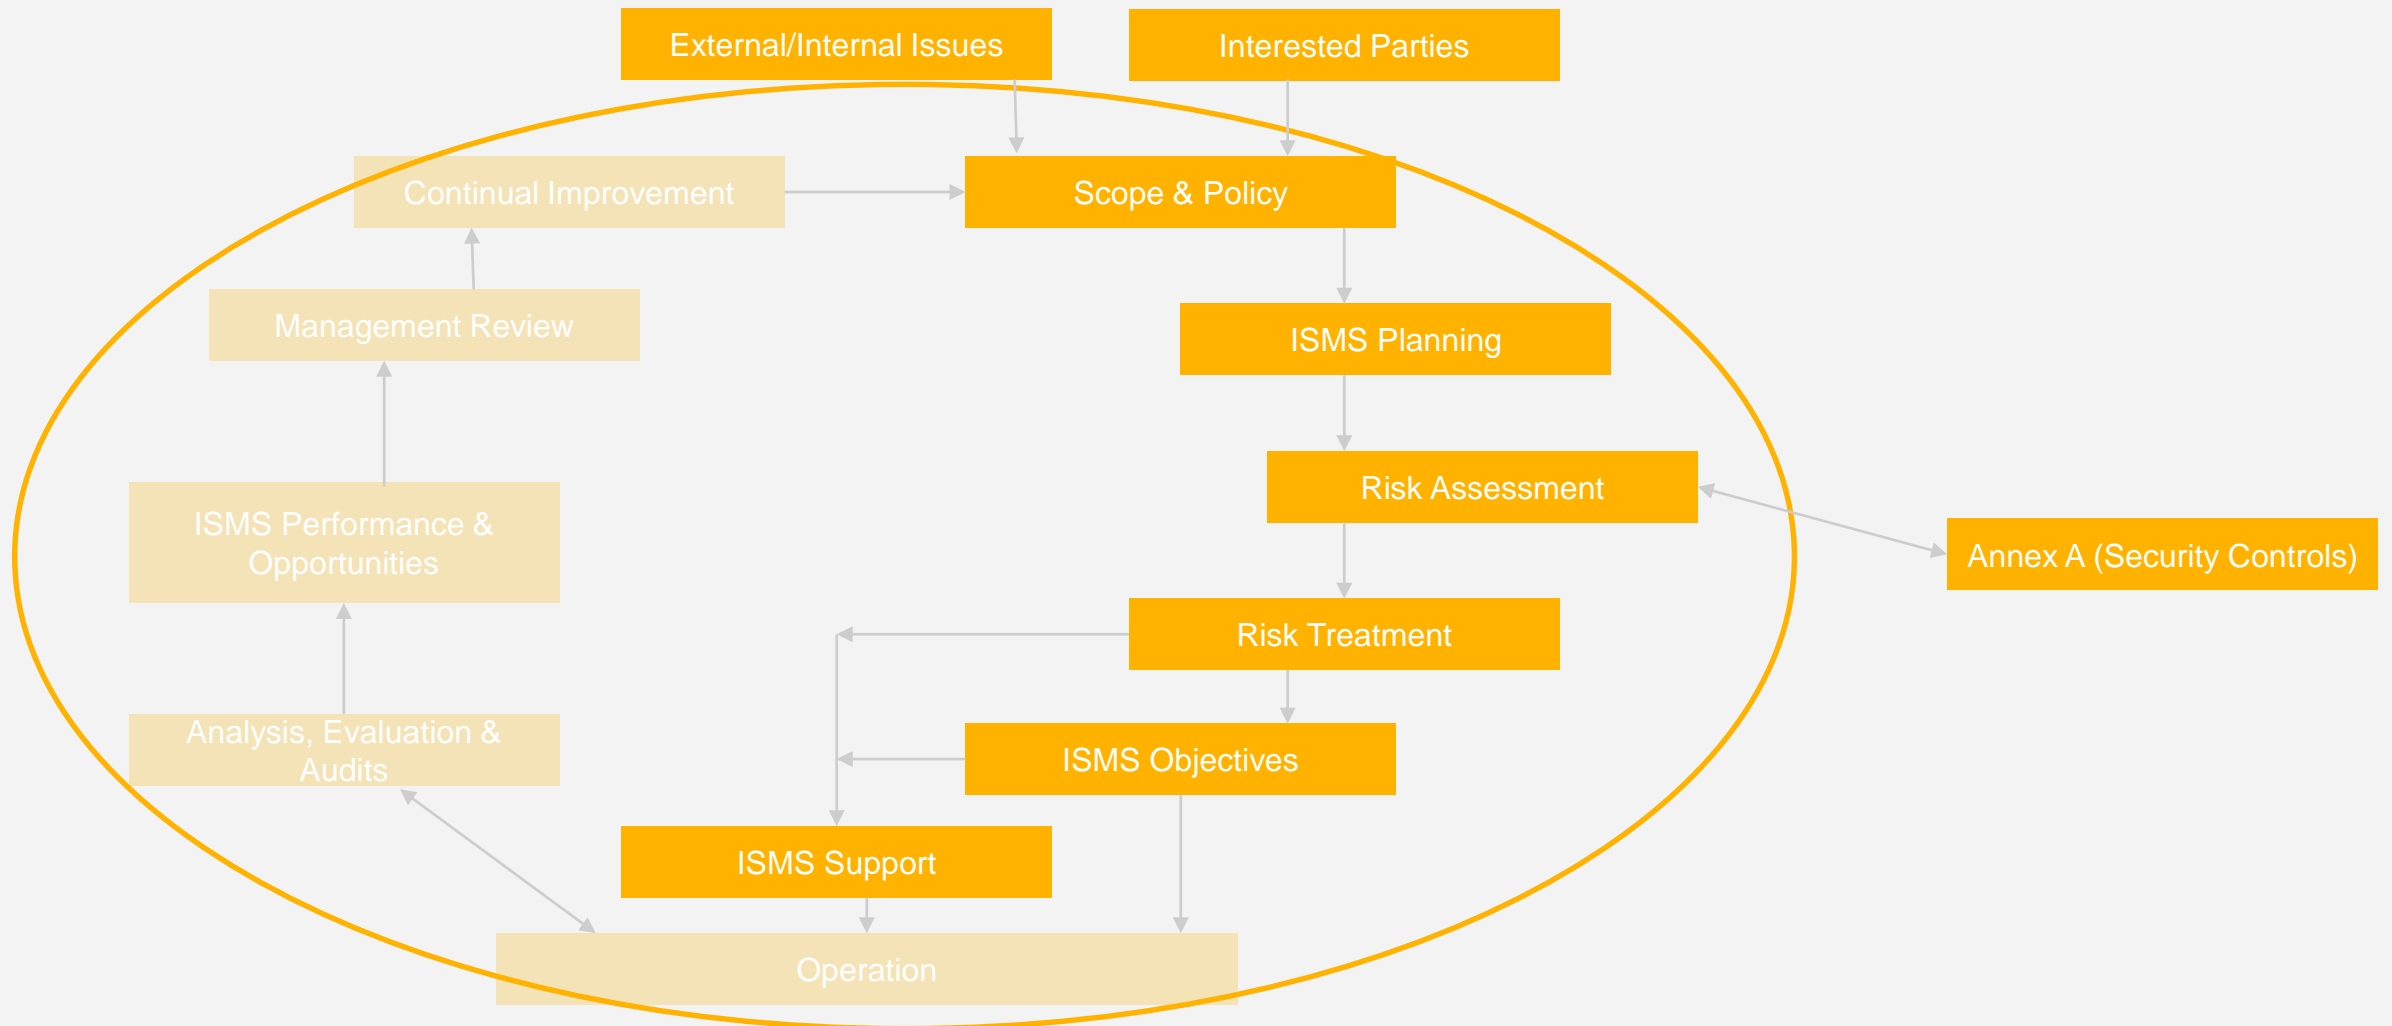 External/Internal Issues
Interested Parties
Continual Improvement
Scope & Policy
Management Review
ISMS Planning
Risk Assessment
ISMS Performance &
Opportunities
Annex A (Security Controls)
Risk Treatment
Analysis, Evaluation &
Audits
ISMS Objectives
ISMS Support
Operation